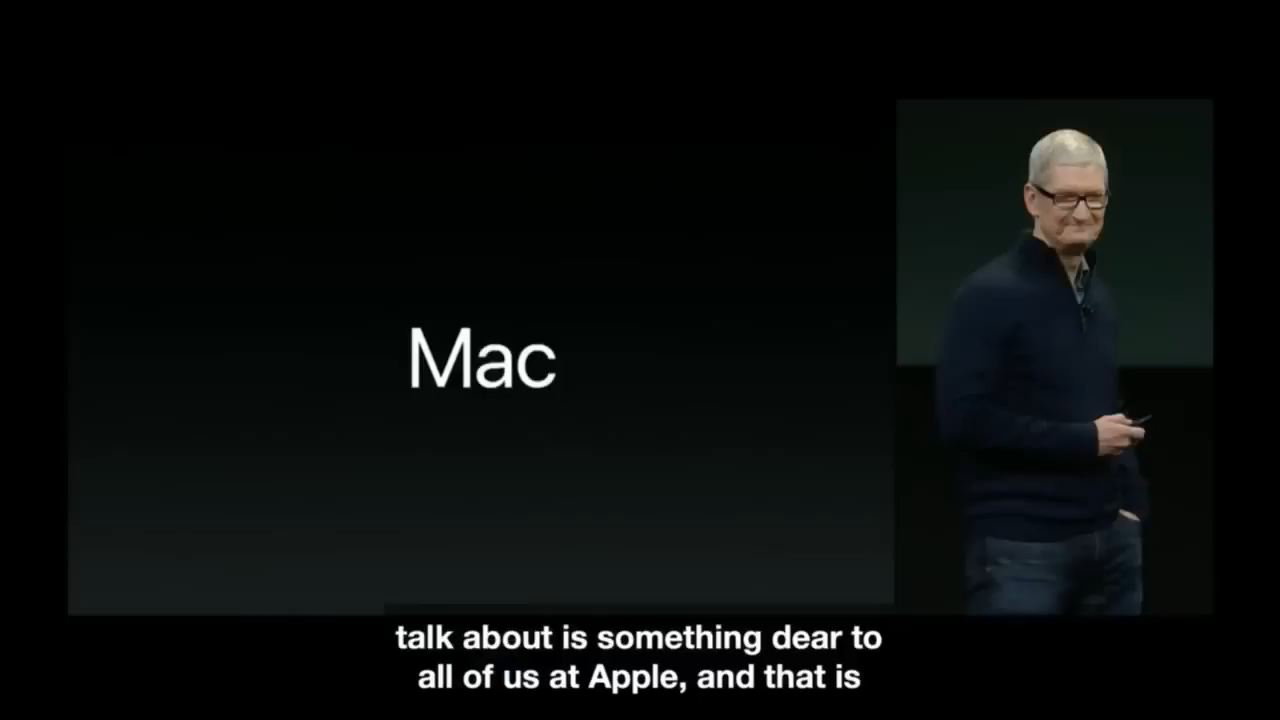 Mac
talk about is something dear to
all of us at Apple, and that is